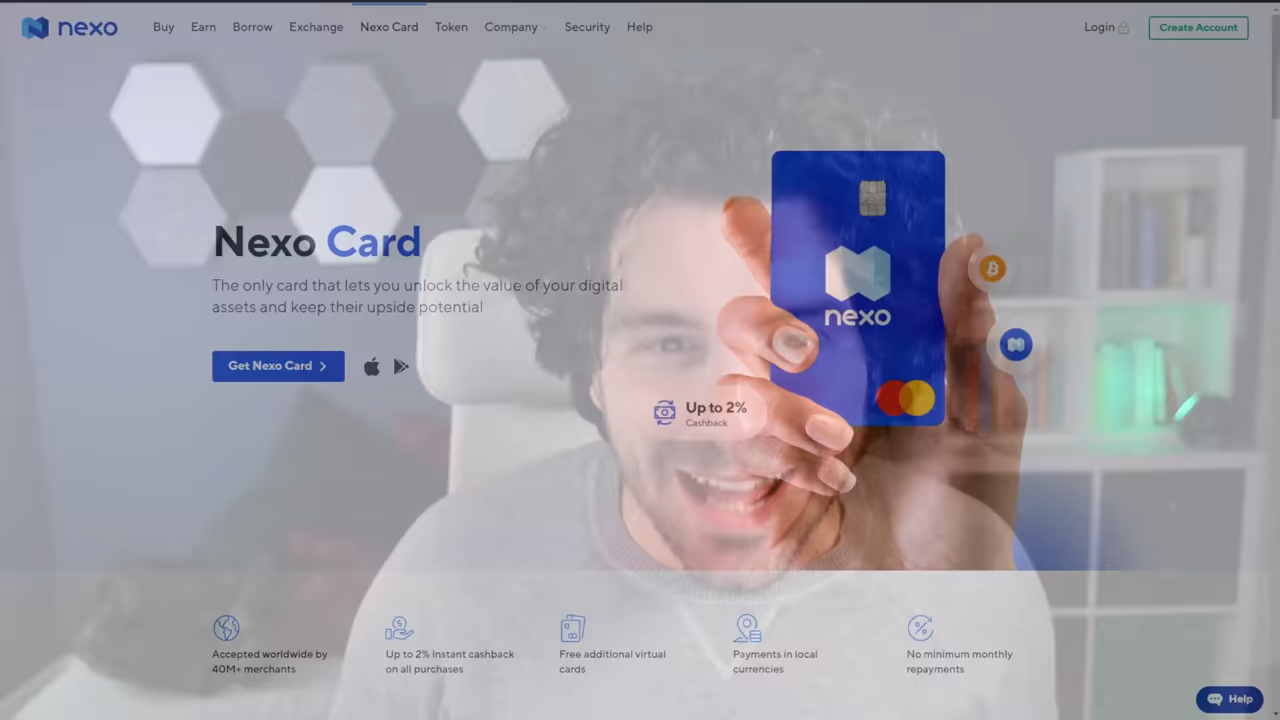 nexo
Buy Earn Borrow Exchange Nexo Card Token Company Security Help
Login Create Account
Nexo Card
The only card that lets you unlock the value of your digital
assets and keep their upside potential
Get Nexo Card
nexo
Up to 2%
Cashback
Accepted worldwide by
40M+ merchants
Up to 2% instant cashback
on all purchases
Free additional virtual
cards
Payments in local
currencies
No minimum monthly
repayments
Help